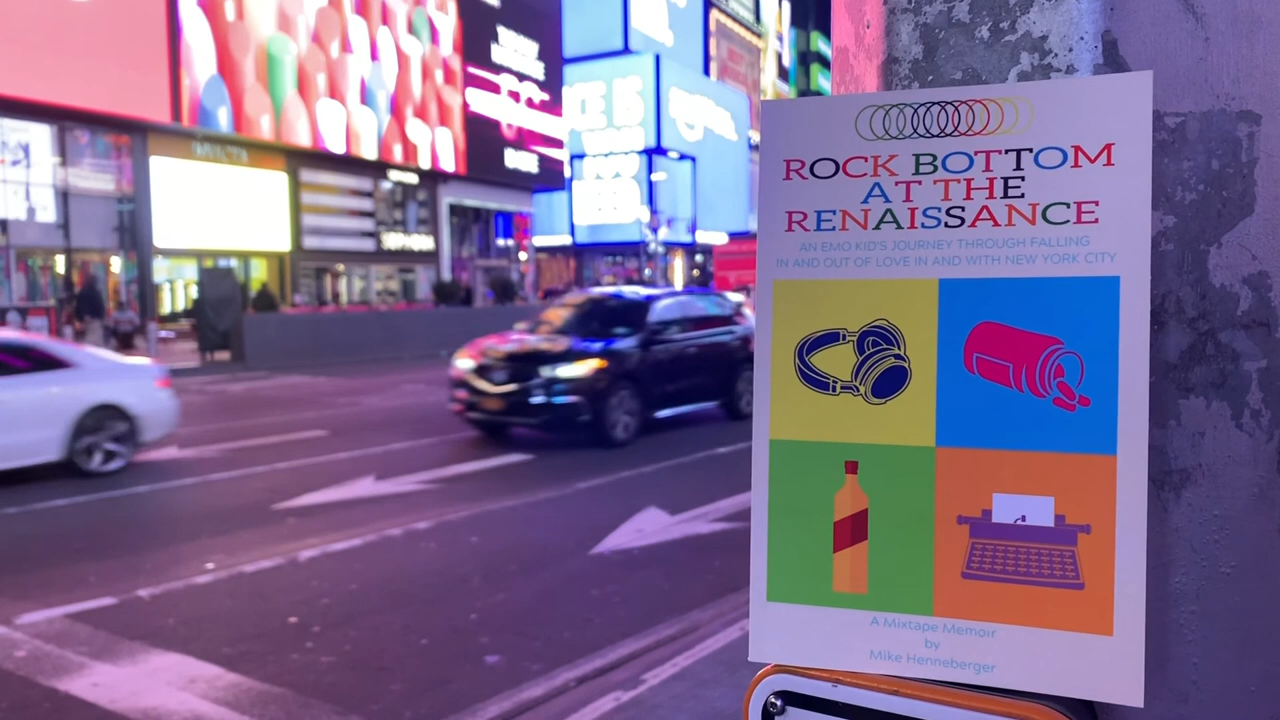 ROCK BOTTOM
AT THE
RENAISSANCE
AN EMO KID'S JOURNEY THROUGH FALLING
IN AND OUT OF LOVE IN AND WITH NEW YORK CITY
A Mixtape Memoir
by
Mike Henneberger